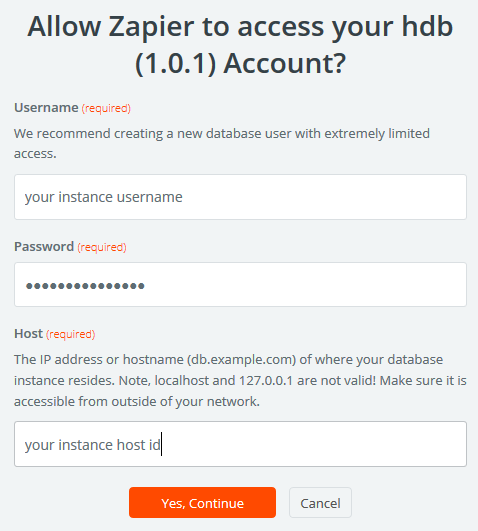 Allow Zapier to access your hdb
(1.0.1) Account?
Username (required)
We recommend creating a new database user with extremely limited
access.
your instance username
Password (required)
●●●●●●●●●●●●●●●
Host (required)
The IP address or hostname (db.example.com) of where your database
instance resides. Note, localhost and 127.0.0.1 are not valid! Make sure it is
accessible from outside of your network.
your instance host id
Yes, Continue
Cancel